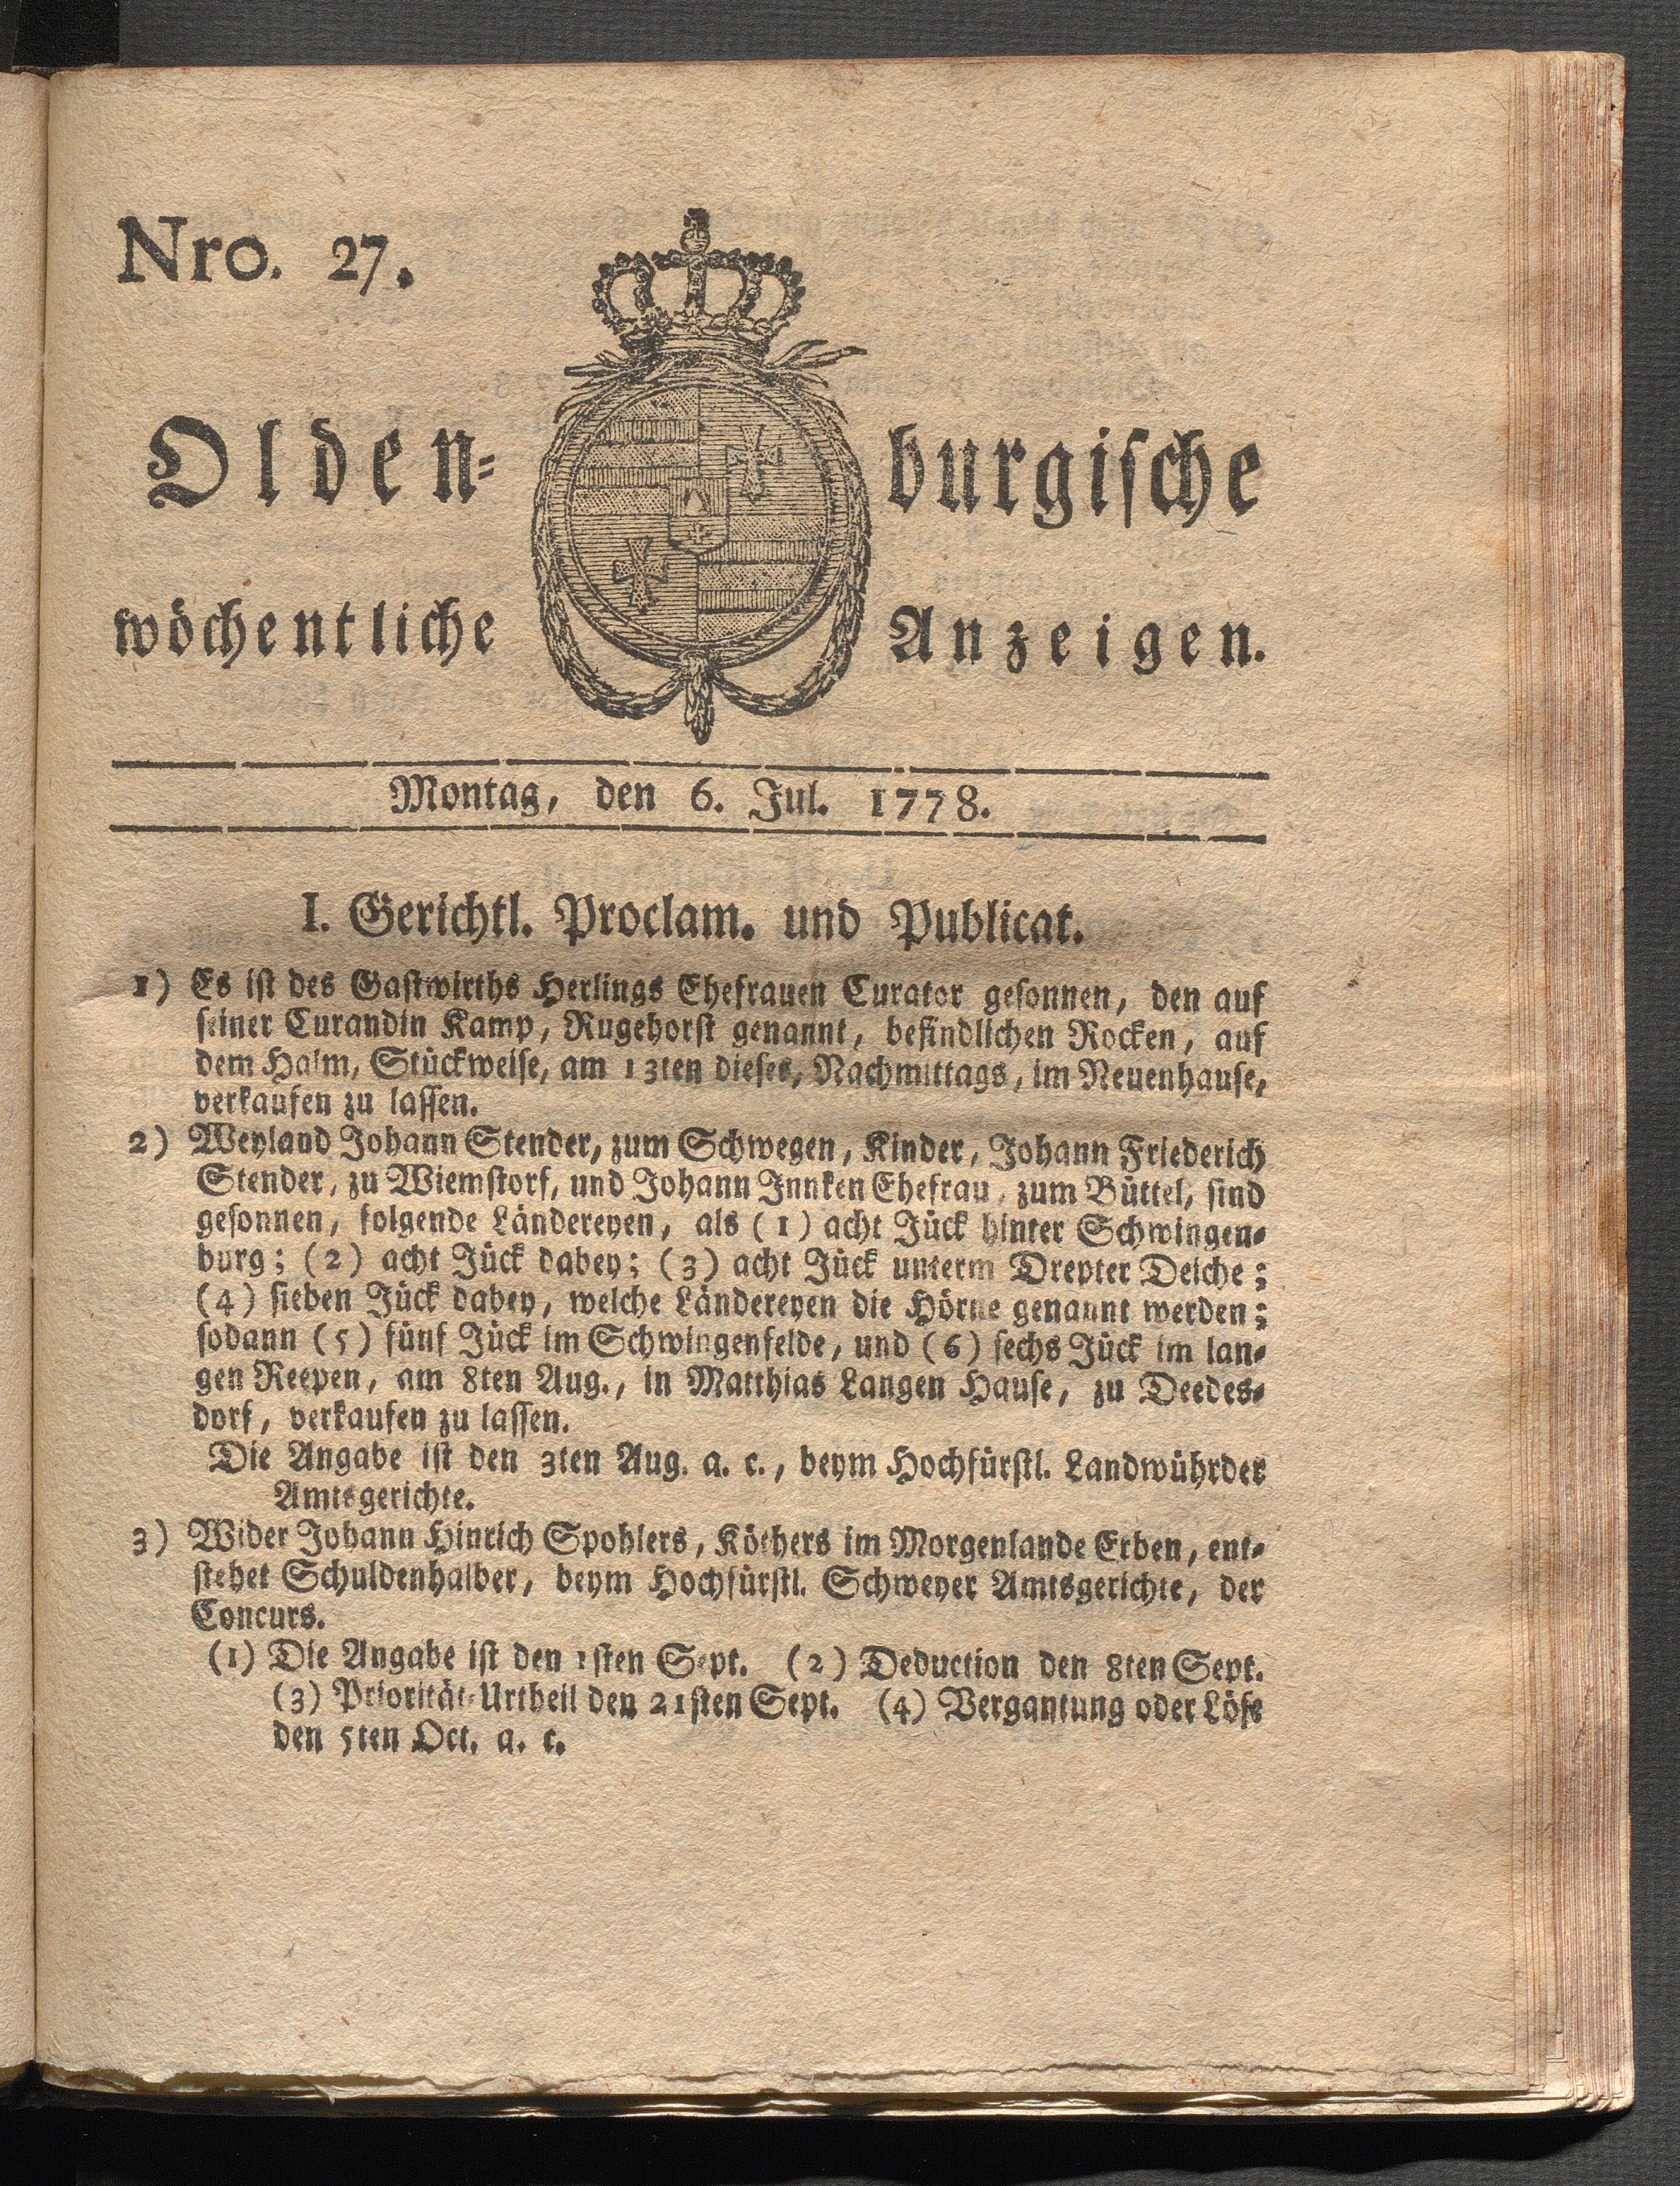 Nro. 27.
Olden-burgische
wöchentliche Anzeigen.
Montag, den 6. Jul. 1778.
I. Gerichtl. Proclam. und Publicat.
1) Es ist des Gastwirths Herlings Ehefrauen Curator gesonnen, den auf
seiner Curandin Kamp, Rugehorst genannt, befindlichen Rocken, auf
dem Halm, Stückweise, am 13ten dieses, Nachmittags, im Neuenhause,
verkaufen zu lassen.
2) Weyland Johann Stender, zum Schwegen, Kinder, Johann Friederich
Stender, zu Wiemstorf, und Johann Innken Ehefrau, zum Büttel, sind
gesonnen, folgende Ländereyen, als (1) acht Jück hinter Schwingen-
burg; (2) acht Jück dabey; (3) acht Jück unterm Drepter Deiche;
(4) sieben Jück dabey, welche Ländereyen die Hörne genannt werden;
sodann (5) fünf Jück im Schwingenfelde, und (6) sechs Jück im lan-
gen Reepen, am 8ten Aug., in Matthias Langen Hause, zu Deedes-
dorf, verkaufen zu lassen.
Die Angabe ist den 3ten Aug. a. c., beym Hochfürstl. Landwührder
Amtsgerichte.
3) Wider Johann Hinrich Spohlers, Köthers im Morgenlande Erben, ent-
stehet Schuldenhalber, beym Hochfürstl. Schweyer Amtsgerichte, der
Concurs.
(1) Die Angabe ist den 1sten Sept. (2) Deduction den 8ten Sept.
(3) Priorität-Urtheil den 21sten Sept. (4) Vergantung oder Löse
den 5ten Oct. a. c.